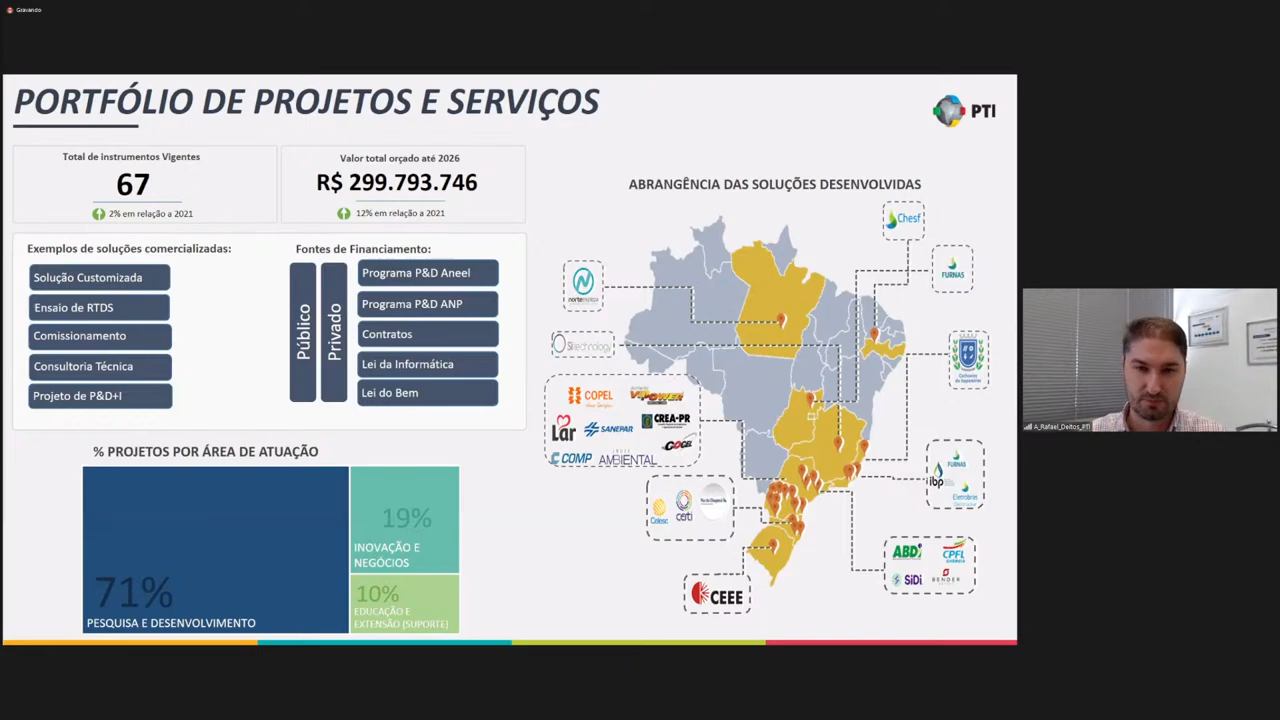 Gravando
PORTFÓLIO DE PROJETOS E SERVIÇOS
PTI
Total de instrumentos Vigentes
67
2% em relação a 2021
Valor total orçado até 2026
R$ 299.793.746
12% em relação a 2021
Exemplos de soluções comercializadas:
Solução Customizada
Ensaio de RTDS
Comissionamento
Consultoria Técnica
Projeto de P&D+I
Fontes de Financiamento:
Público
Privado
Programa P&D Aneel
Programa P&D ANP
Contratos
Lei da Informática
Lei do Bem
% PROJETOS POR ÁREA DE ATUAÇÃO
71%
PESQUISA E DESENVOLVIMENTO
19%
INOVAÇÃO E
NEGÓCIOS
10%
EDUCAÇÃO E
EXTENSÃO (SUPORTE)
ABRANGÊNCIA DAS SOLUÇÕES DESENVOLVIDAS
Chesf
FURNAS
norteenergia
COPEL
CREA-PR
Lar
SANEPAR
COGEL
COMP
AMBIENTAL
Celesc
certi
FURNAS
ibp
Eletrobras
ABDI
CPFL
ENERGIA
SiDi
BENDER
CEEE
A_Rafael_Deitos_PTI